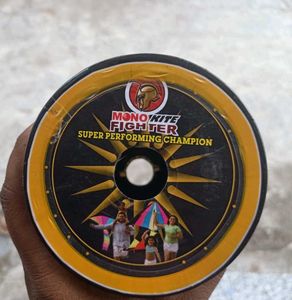 MONO KITE
FIGHTER
SUPER PERFORMING CHAMPION